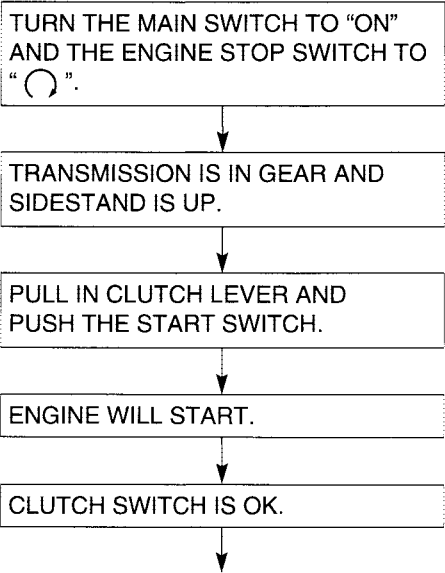 TURN THE MAIN SWITCH TO “ON”
AND THE ENGINE STOP SWITCH TO
“ ”.
TRANSMISSION IS IN GEAR AND
SIDESTAND IS UP.
PULL IN CLUTCH LEVER AND
PUSH THE START SWITCH.
ENGINE WILL START.
CLUTCH SWITCH IS OK.